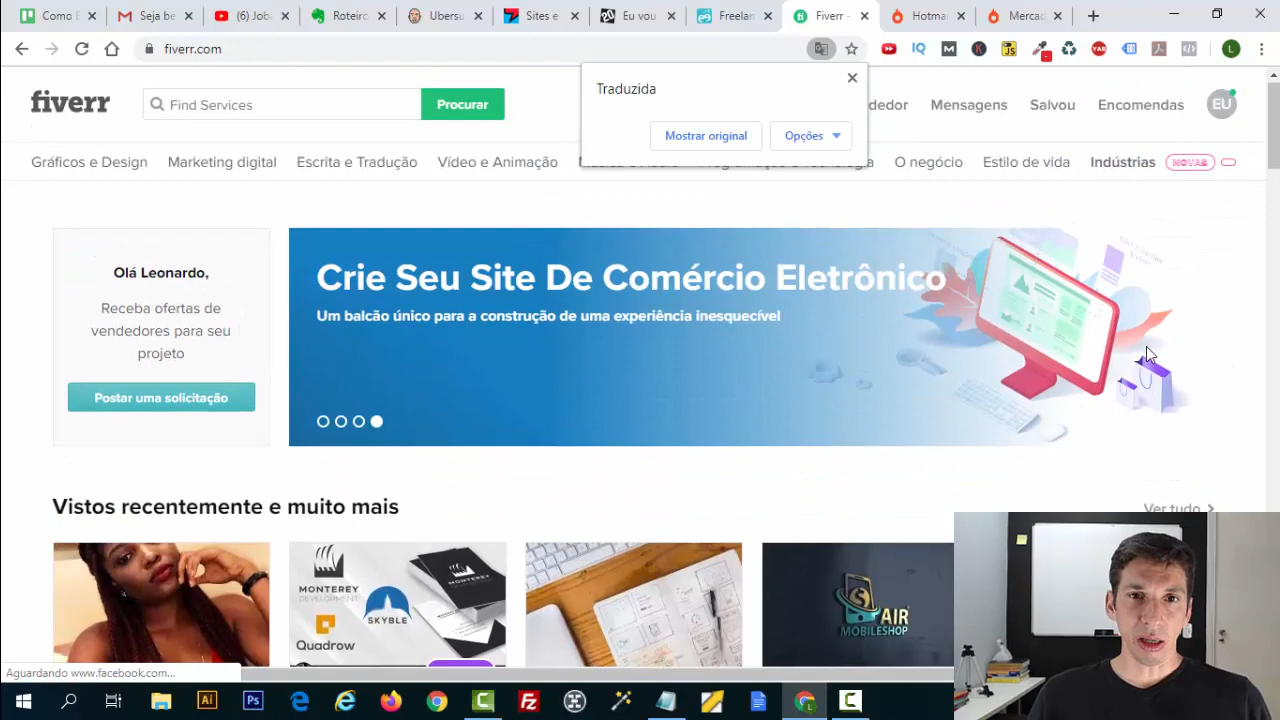 Como E
Seja be
(6) Job
Roteiro
Ubersu
Sites e
Eu vou
Freelan
Fiverr -
Hotma
Mercad
fiverr.com
Traduzida
Mostrar original
Opções
fiverr
Find Services
Procurar
dedor
Mensagens
Salvou
Encomendas
EU
Gráficos e Design
Marketing digital
Escrita e Tradução
Vídeo e Animação
O negócio
Estilo de vida
Indústrias
NOVAS
Olá Leonardo,
Receba ofertas de
vendedores para seu
projeto
Postar uma solicitação
Crie Seu Site De Comércio Eletrônico
Um balcão único para a construção de uma experiência inesquecível
Vistos recentemente e muito mais
Ver tudo
MONTEREY
DEVELOPMENT
SKYBLE
Quadrow
MONTEREY
AIR
MOBILESHOP
Aguardando www.facebook.com...